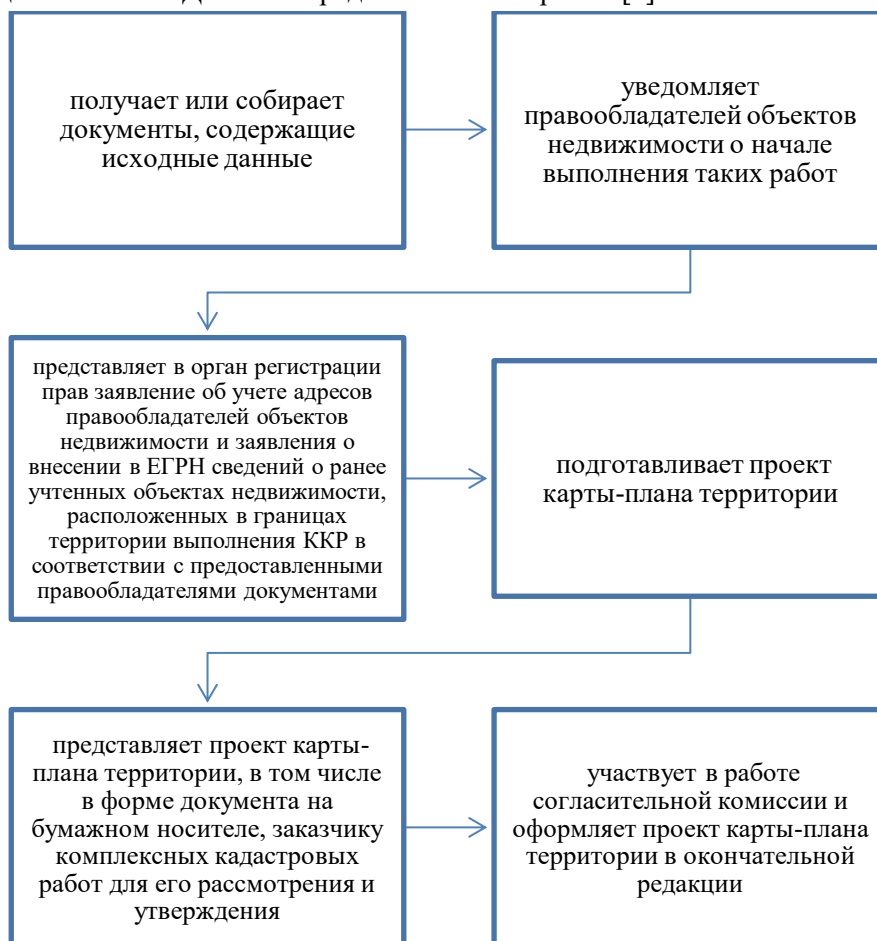 получает или собирает
документы, содержащие
исходные данные
уведомляет
правообладателей объектов
недвижимости о начале
выполнения таких работ
представляет в орган регистрации
прав заявление об учете адресов
правообладателей объектов
недвижимости и заявления о
внесении в ЕГРН сведений о ранее
учтенных объектах недвижимости,
расположенных в границах
территории выполнения ККР в
соответствии с предоставленными
правообладателями документами
подготавливает проект
карты-плана территории
представляет проект карты-
плана территории, в том числе
в форме документа на
бумажном носителе, заказчику
комплексных кадастровых
работ для его рассмотрения и
утверждения
участвует в работе
согласительной комиссии и
оформляет проект карты-плана
территории в окончательной
редакции